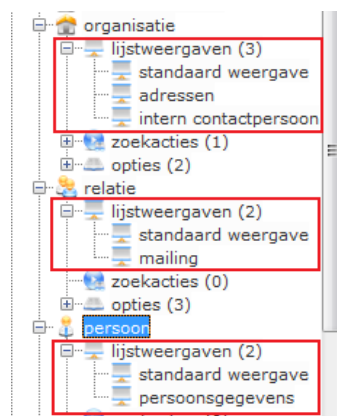 organisatie
lijstweergaven (3)
standaard weergave
adressen
intern contactpersoon
zoekacties (1)
opties (2)
relatie
lijstweergaven (2)
standaard weergave
mailing
zoekacties (0)
opties (3)
persoon
lijstweergaven (2)
standaard weergave
persoonsgegevens